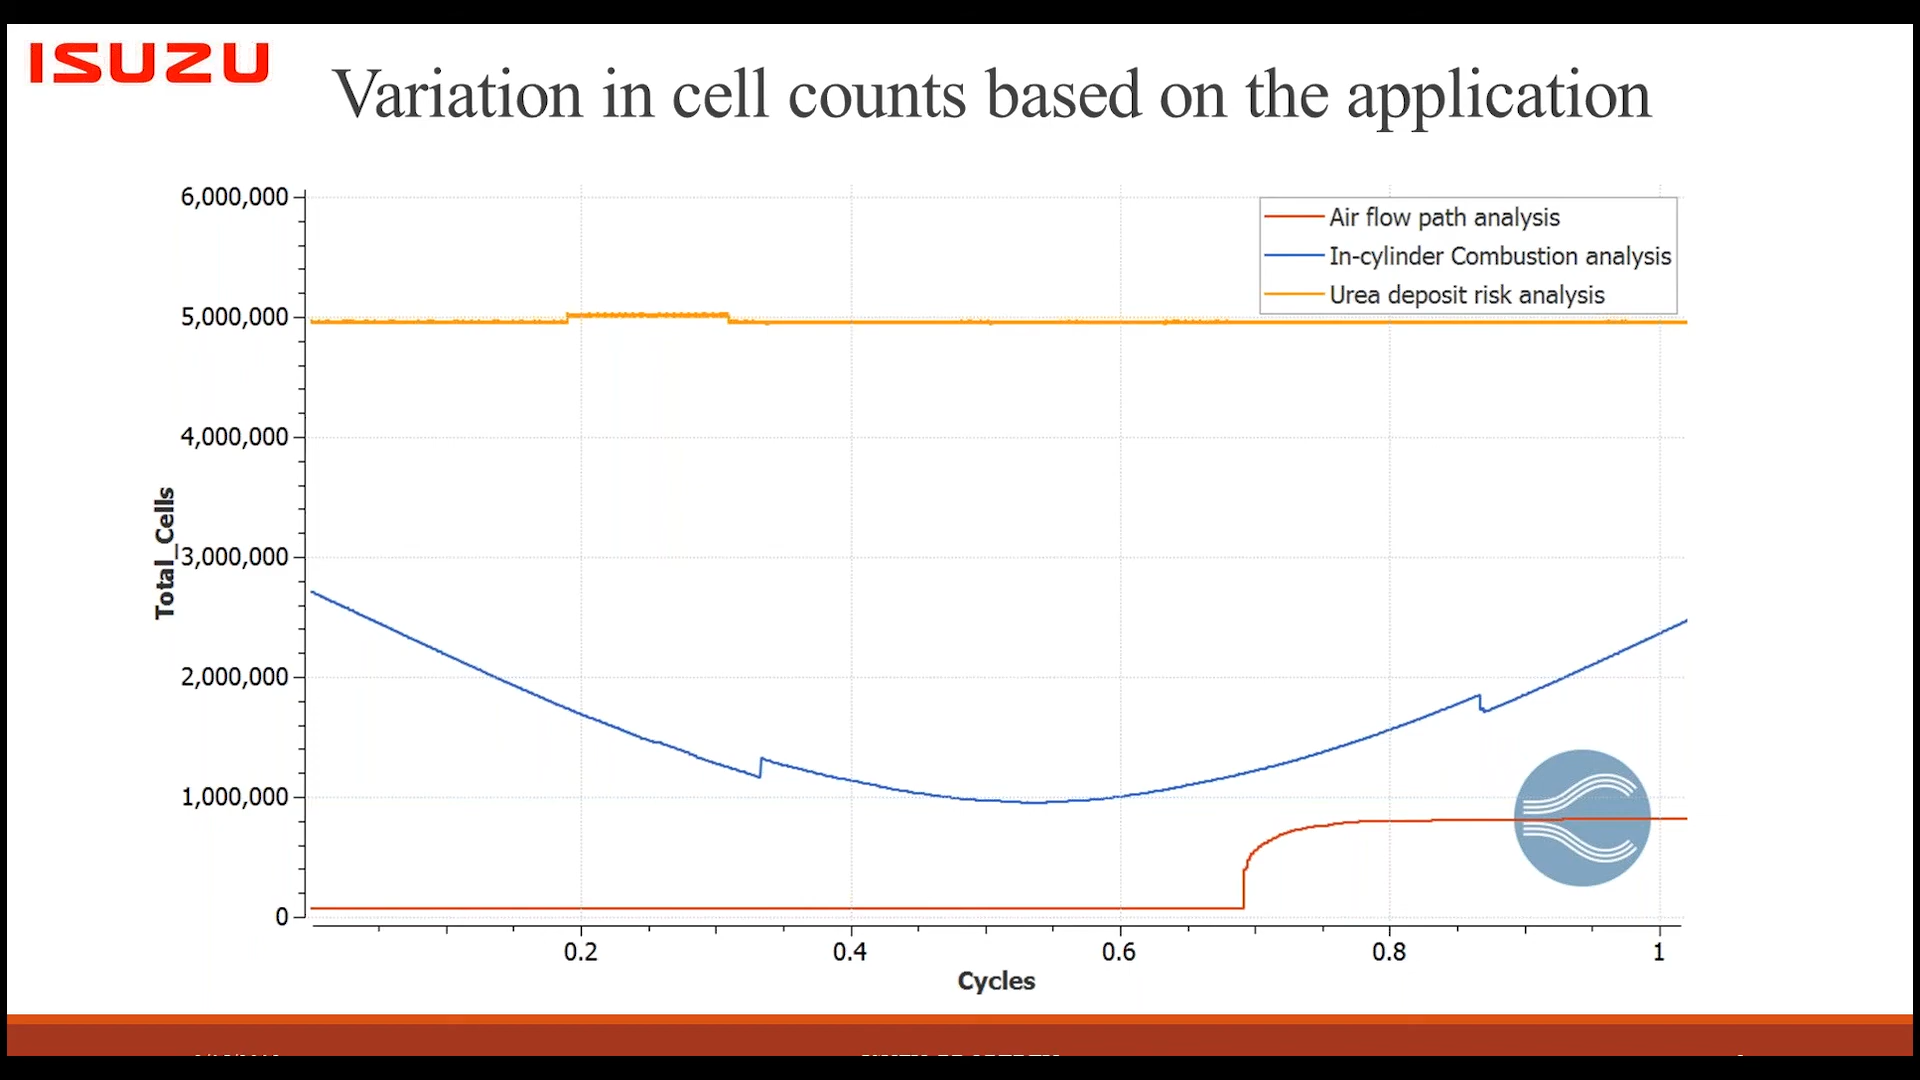 ISUZU
Variation in cell counts based on the application
6,000,000
5,000,000
4,000,000
3,000,000
2,000,000
1,000,000
0
Total_Cells
Air flow path analysis
In-cylinder Combustion analysis
Urea deposit risk analysis
0.2
0.4
0.6
0.8
1
Cycles